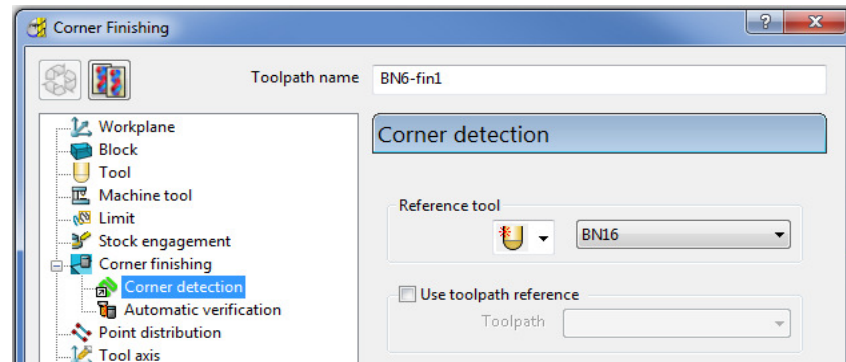 Corner Finishing
Toolpath name BN6-fin1
Workplane
Block
Tool
Machine tool
Limit
Stock engagement
Corner finishing
Corner detection
Automatic verification
Point distribution
Tool axis
Corner detection
Reference tool
BN16
Use toolpath reference
Toolpath